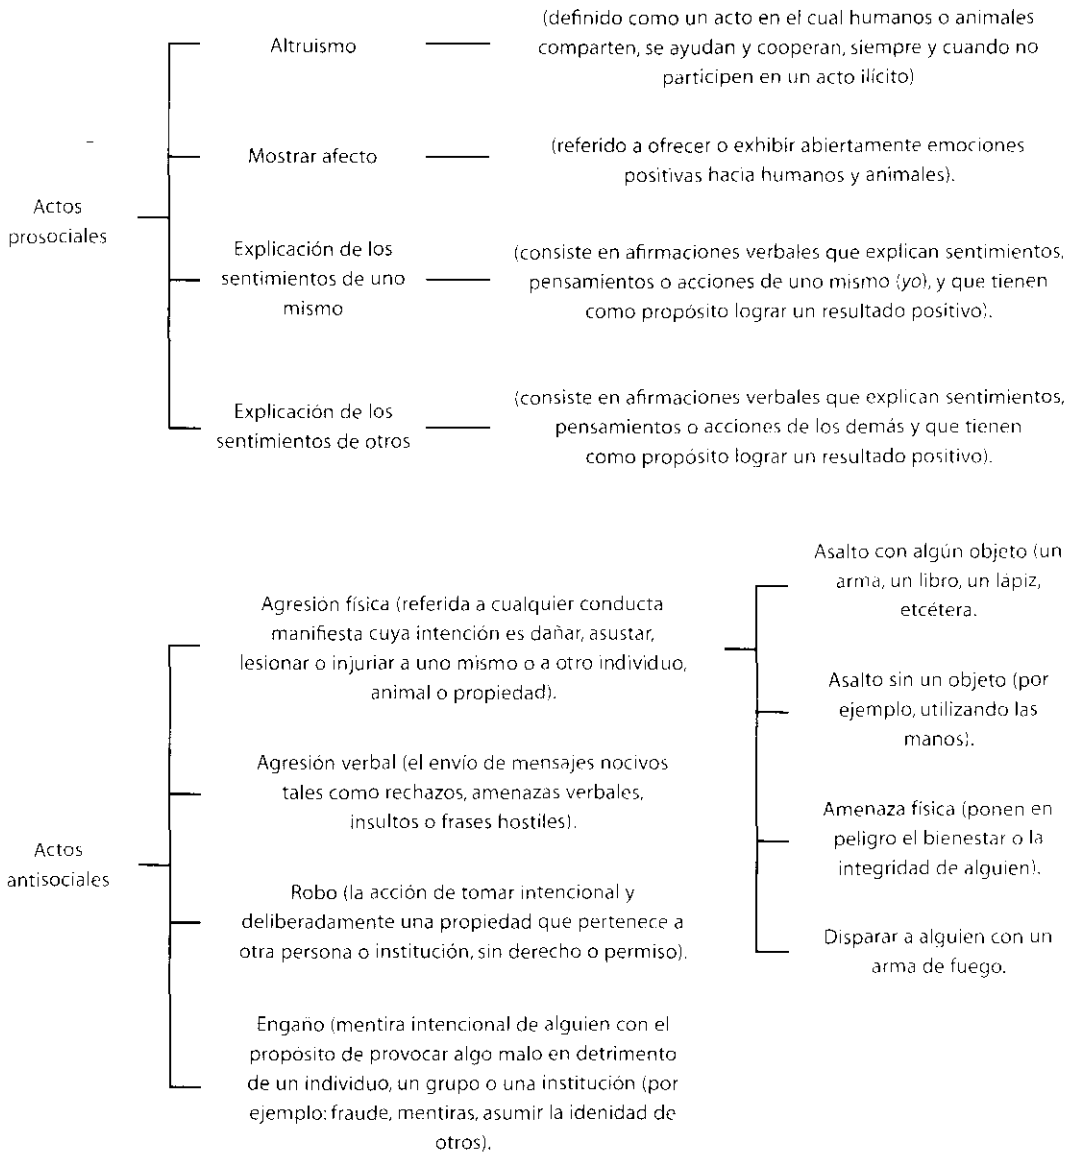 Actos
prosociales
Altruismo
(definido como un acto en el cual humanos o animales
comparten, se ayudan y cooperan, siempre y cuando no
participen en un acto ilícito)
Mostrar afecto
(referido a ofrecer o exhibir abiertamente emociones
positivas hacia humanos y animales).
Explicación de los
sentimientos de uno
mismo
(consiste en afirmaciones verbales que explican sentimientos,
pensamientos o acciones de uno mismo (yo), y que tienen
como propósito lograr un resultado positivo).
Explicación de los
sentimientos de otros
(consiste en afirmaciones verbales que explican sentimientos,
pensamientos o acciones de los demás y que tienen
como propósito lograr un resultado positivo).
Actos
antisociales
Agresión física (referida a cualquier conducta
manifiesta cuya intención es dañar, asustar,
lesionar o injuriar a uno mismo o a otro individuo,
animal o propiedad).
Asalto con algún objeto (un
arma, un libro, un lápiz,
etcétera.
Asalto sin un objeto (por
ejemplo, utilizando las
manos).
Amenaza física (ponen en
peligro el bienestar o la
integridad de alguien).
Disparar a alguien con un
arma de fuego.
Agresión verbal (el envío de mensajes nocivos
tales como rechazos, amenazas verbales,
insultos o frases hostiles).
Robo (la acción de tomar intencional y
deliberadamente una propiedad que pertenece a
otra persona o institución, sin derecho o permiso).
Engaño (mentira intencional de alguien con el
propósito de provocar algo malo en detrimento
de un individuo, un grupo o una institución (por
ejemplo: fraude, mentiras, asumir la idenidad de
otros).